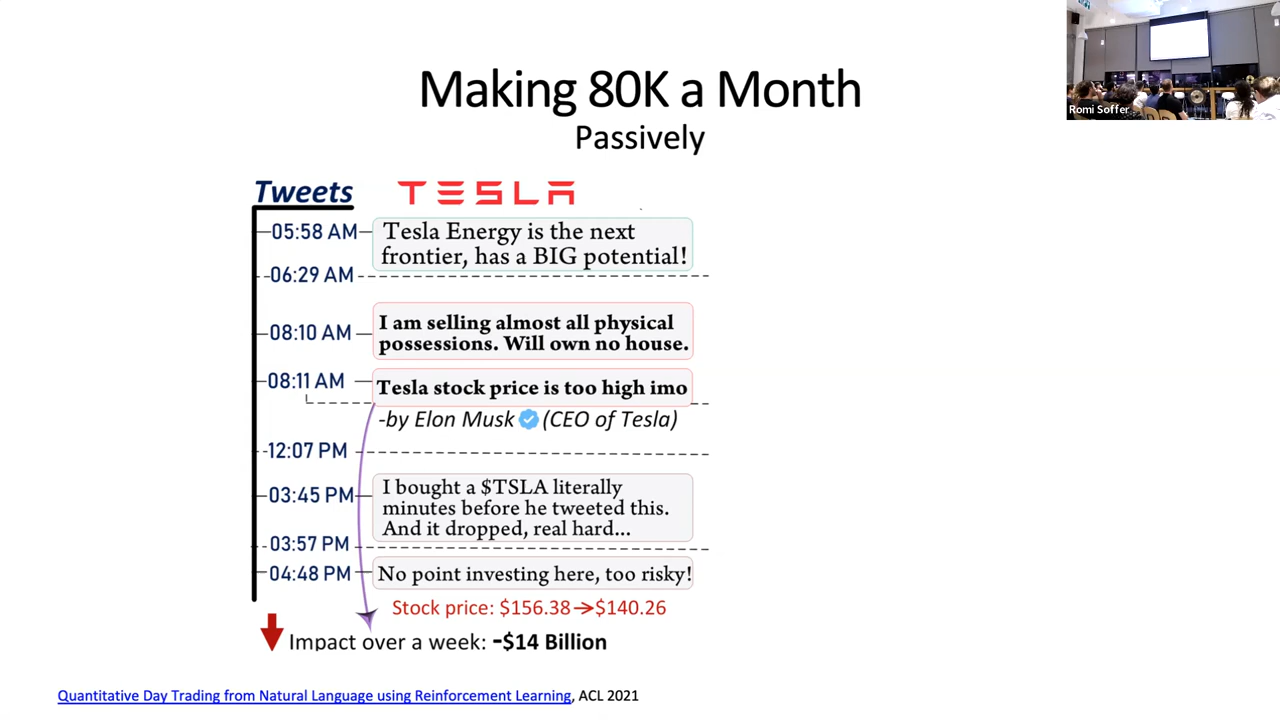 Making 80K a Month
Passively
Romi Soffer
Tweets
TESLA
05:58 AM
Tesla Energy is the next
frontier, has a BIG potential!
06:29 AM
08:10 AM
I am selling almost all physical
possessions. Will own no house.
08:11 AM
Tesla stock price is too high imo
-by Elon Musk (CEO of Tesla)
12:07 PM
03:45 PM
I bought a $TSLA literally
minutes before he tweeted this.
And it dropped, real hard...
03:57 PM
04:48 PM
No point investing here, too risky!
Stock price: $156.38→$140.26
Impact over a week: -$14 Billion
Quantitative Day Trading from Natural Language using Reinforcement Learning, ACL 2021